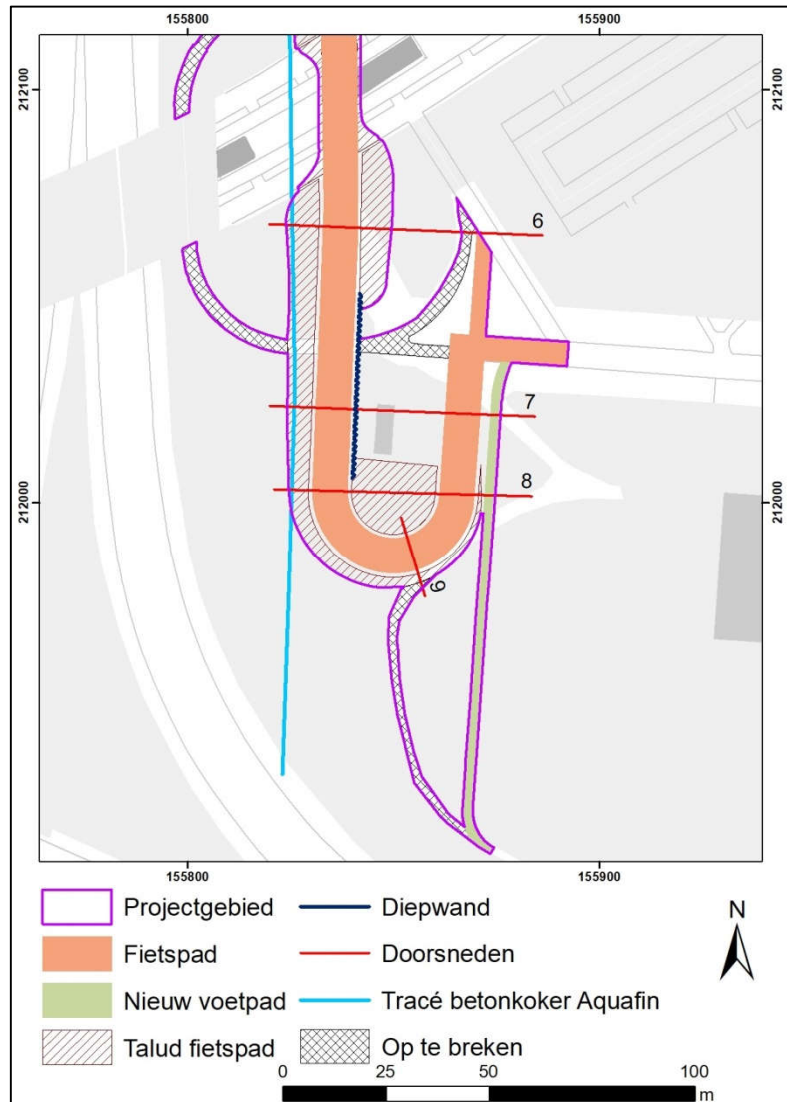 155800 155900
212100 212100
6
7
8
212000 212000
9
155800 155900
Projectgebied Diepwand
Fietspad Doorsneden
Nieuw voetpad Tracé betonkoker Aquafin
Talud fietspad Op te breken
N
0 25 50 100
m